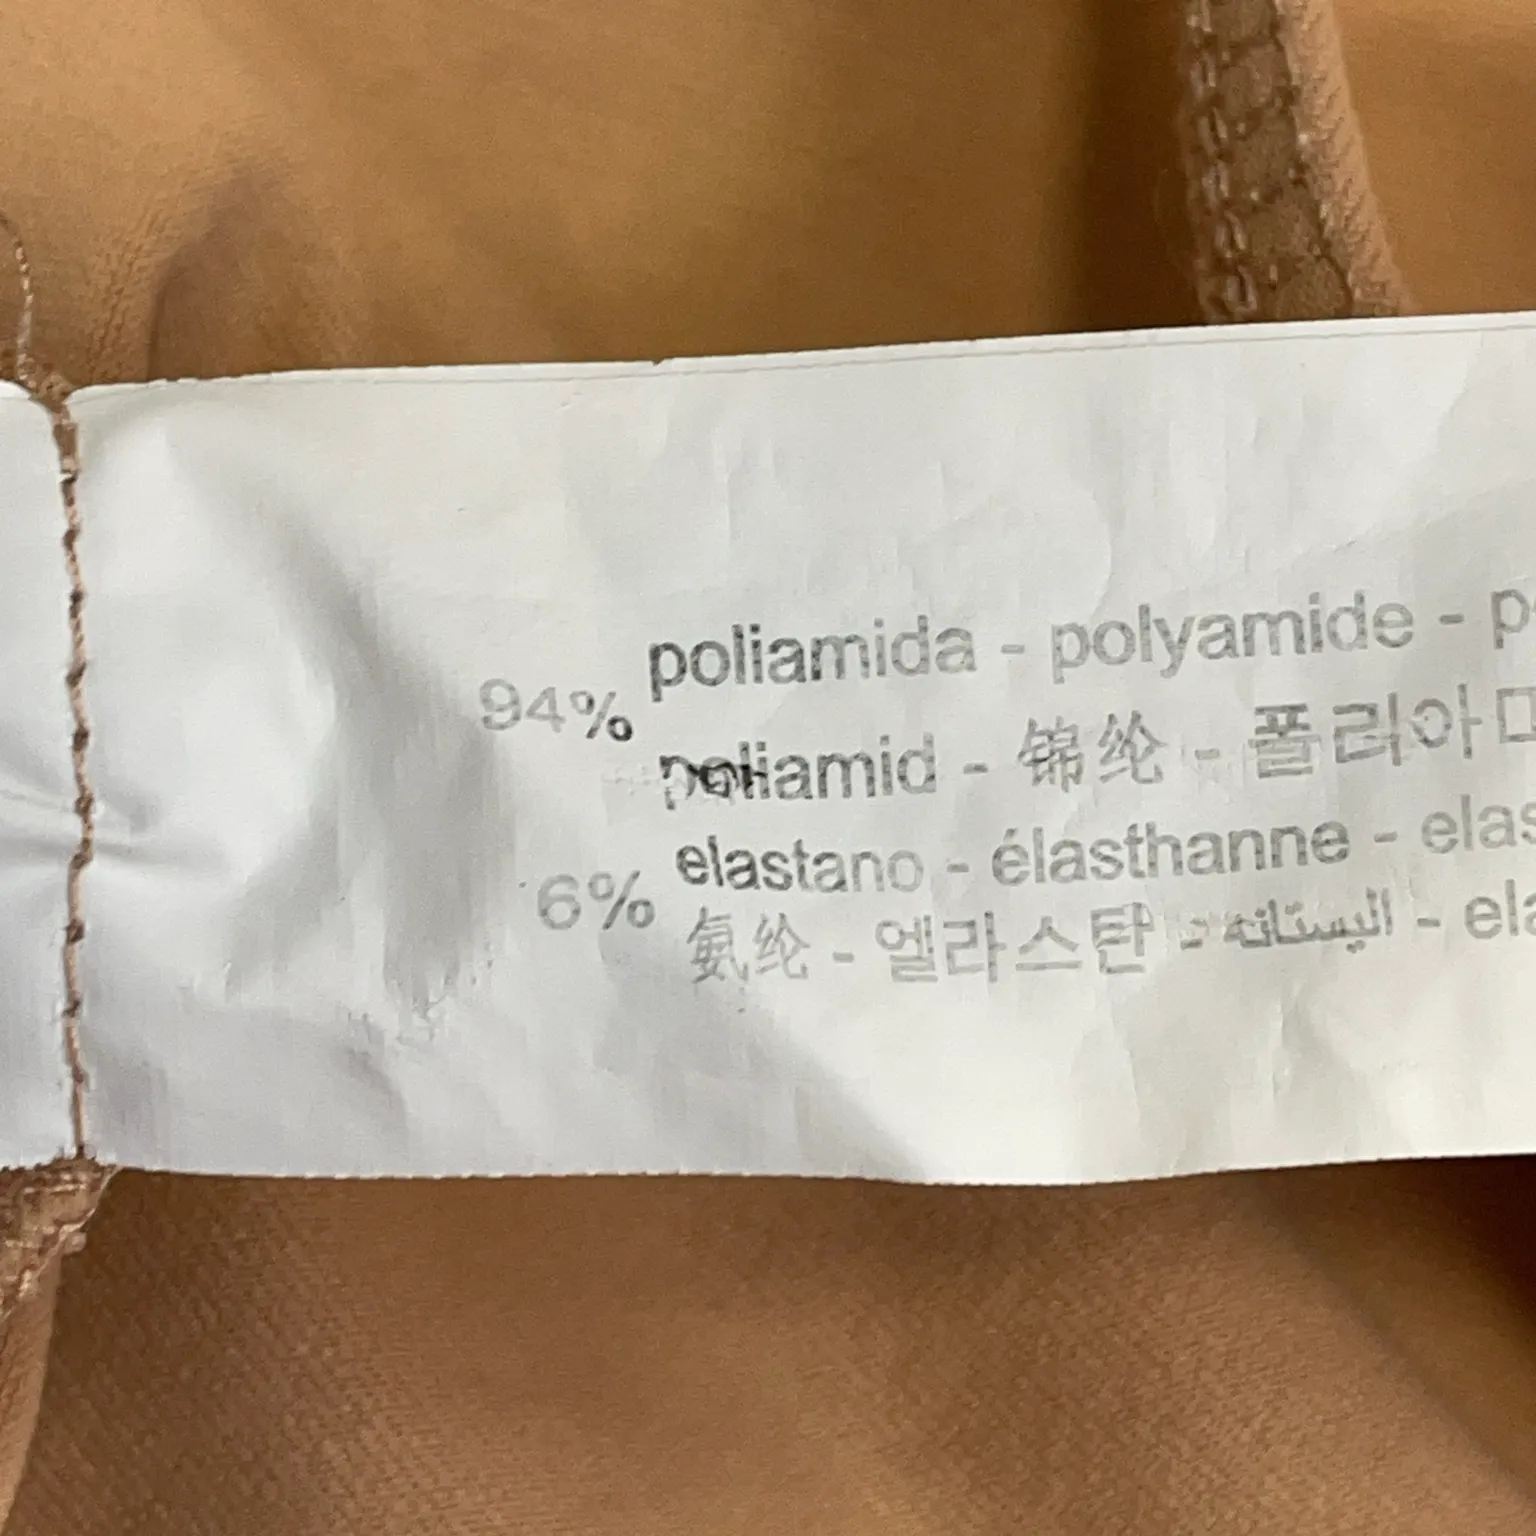 94% poliamida - polyamide - p
poliamid - 锦纶 - 폴리아미
6% elastano - élasthanne - elas
氨纶 - 엘라스탄 - اليستانه - ela